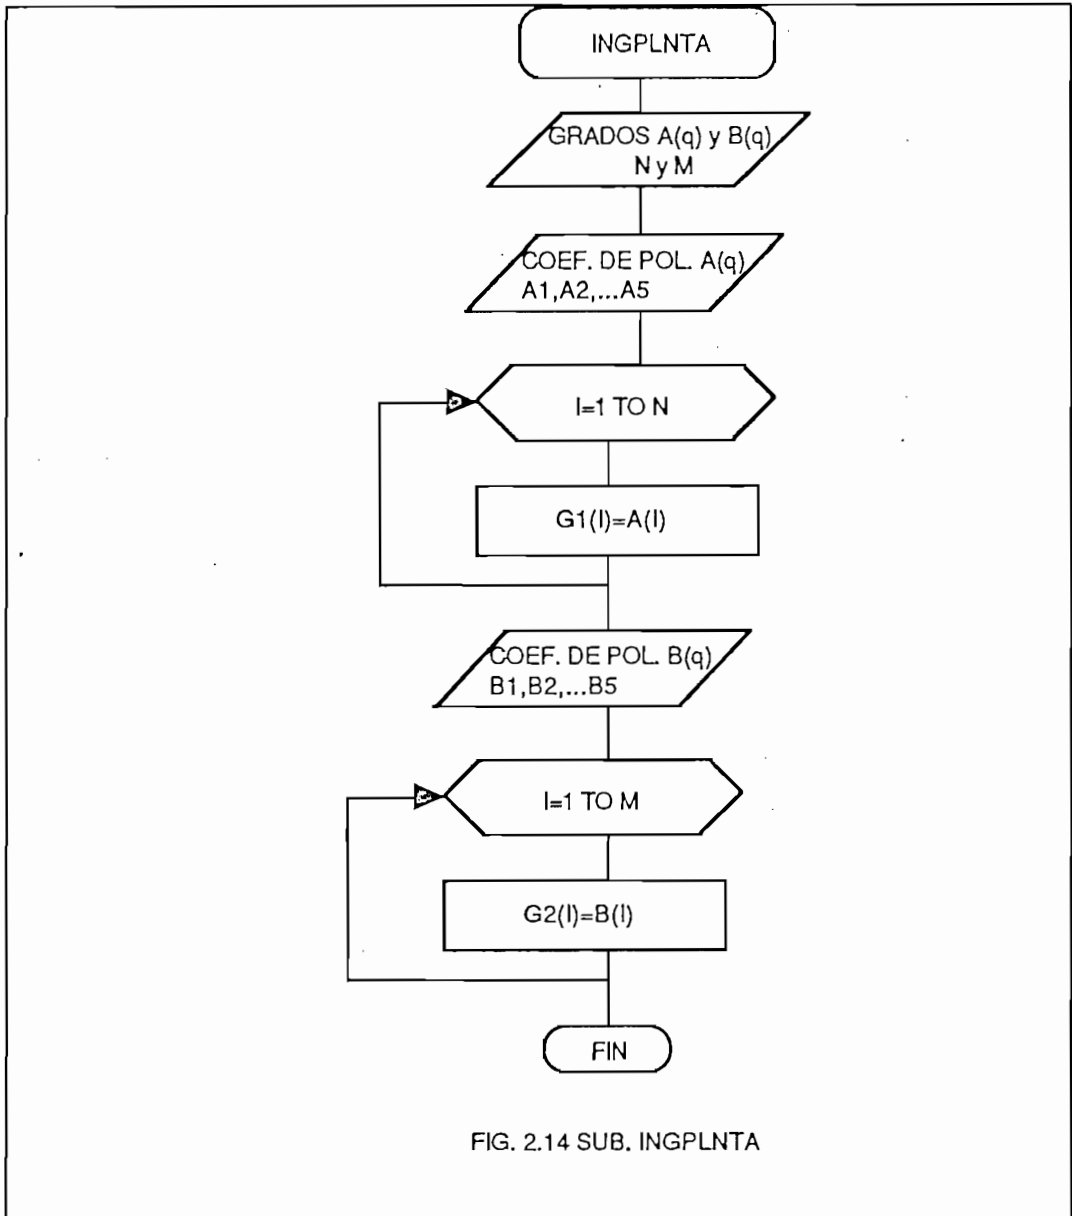 INGPLNTA
GRADOS A(q) y B(q)
N y M
COEF. DE POL. A(q)
A1,A2,...A5
I=1 TO N
G1(I)=A(I)
COEF. DE POL. B(q)
B1,B2,...B5
I=1 TO M
G2(I)=B(I)
FIN
FIG. 2.14 SUB. INGPLNTA